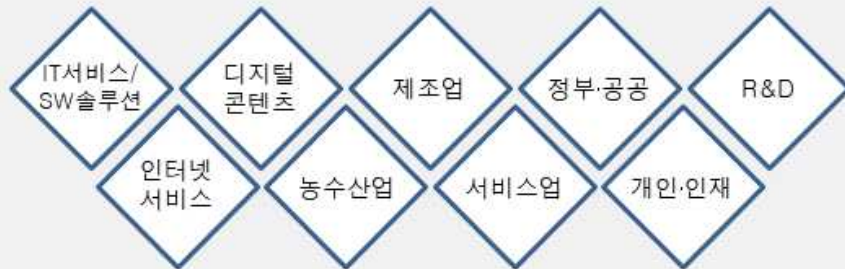 IT서비스/
SW솔루션
디지털
콘텐츠
제조업
정부·공공
R&D
인터넷
서비스
농수산업
서비스업
개인·인재